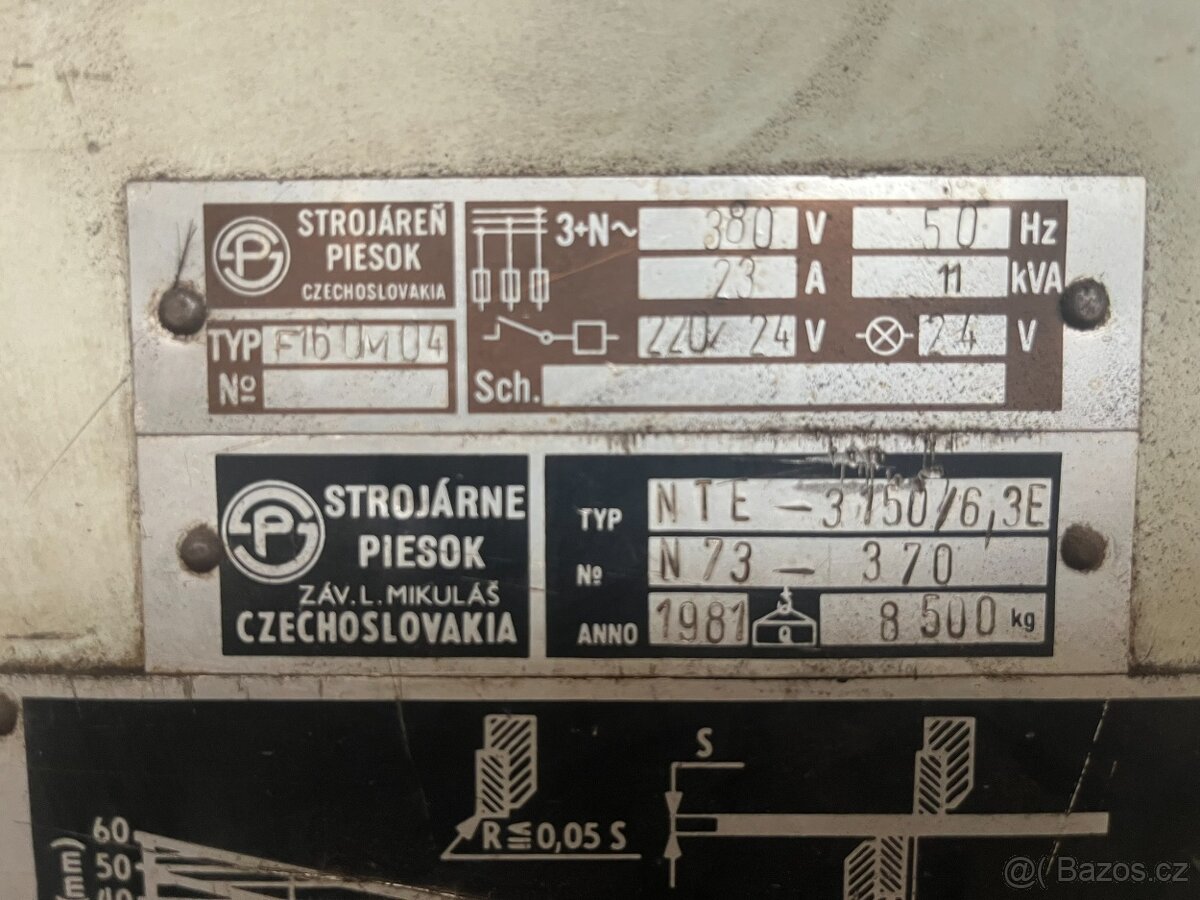 STROJÁREŇ
PIESOK
CZECHOSLOVAKIA
TYP F160M04
№
3+N~ 380 V 50 Hz
23 A 11 kVA
220/24 V 24 V
Sch.
STROJÁRNE
PIESOK
ZÁV. L. MIKULÁŠ
CZECHOSLOVAKIA
TYP NTE - 3150/6,3E
№ N73 - 370
ANNO 1981 8 500 kg
S
R ≦ 0,05 S
60
50
40
@( Bazos.cz